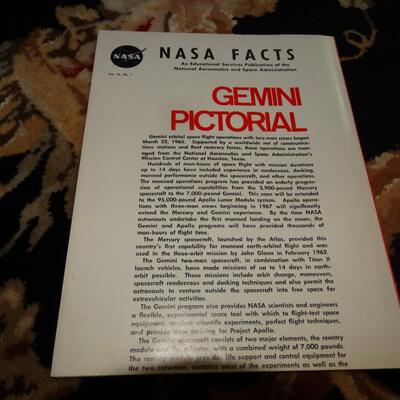 NASA
NASA FACTS
An Educational Services Publication of the
National Aeronautics and Space Administration
Vol. III, No. 7
GEMINI
PICTORIAL
Gemini orbital space flight operations with two-man crews began
March 23, 1965. Supported by a worldwide net of communica-
tions stations and fleet recovery forces, these operations are man-
aged from the National Aeronautics and Space Administration's
Mission Control Center at Houston, Texas.
Hundreds of man-hours of space flight with mission durations
up to 14 days have included experience in rendezvous, docking,
manned performance outside the spacecraft, and other operations.
The manned operations program has provided an orderly progres-
sion of operational capabilities from the 3,900-pound Mercury
spacecraft to the 7,000-pound Gemini. This soon will be extended
to the 95,000-pound Apollo Lunar Module system. Apollo opera-
tions with three-man crews beginning in 1967 will significantly
extend the Mercury and Gemini experience. By the time NASA
astronauts undertake the first manned landing on the moon, the
Gemini and Apollo programs will have provided thousands of
man-hours of flight time.
The Mercury spacecraft, launched by the Atlas, provided this
country's first capability for manned earth-orbital flight and was
used in the three-orbit mission by John Glenn in February 1962.
The Gemini two-man spacecraft, in combination with Titan II
launch vehicles, have made missions of up to 14 days in earth-
orbit possible. These missions include orbit change, maneuvers,
spacecraft rendezvous and docking techniques and also permit the
astronauts to venture outside the spacecraft into free space for
extravehicular activities.
The Gemini program also provides NASA scientists and engineers
a flexible, experimental space tool with which to flight-test space
equipment, conduct scientific experiments, perfect flight techniques,
and provide crew training for Project Apollo.
The Gemini spacecraft consists of two major elements, the reentry
module and the adapter, with a combined weight of 7,000 pounds.
The reentry module provides life support and control equipment for
the two crewmen, contains most of the experiments as well as the